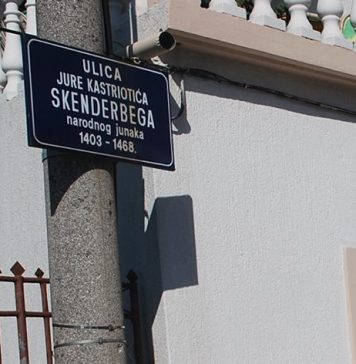 ULICA
JURE KASTRIOTIĆA
SKENDERBEGA
narodnog junaka
1403 - 1468.